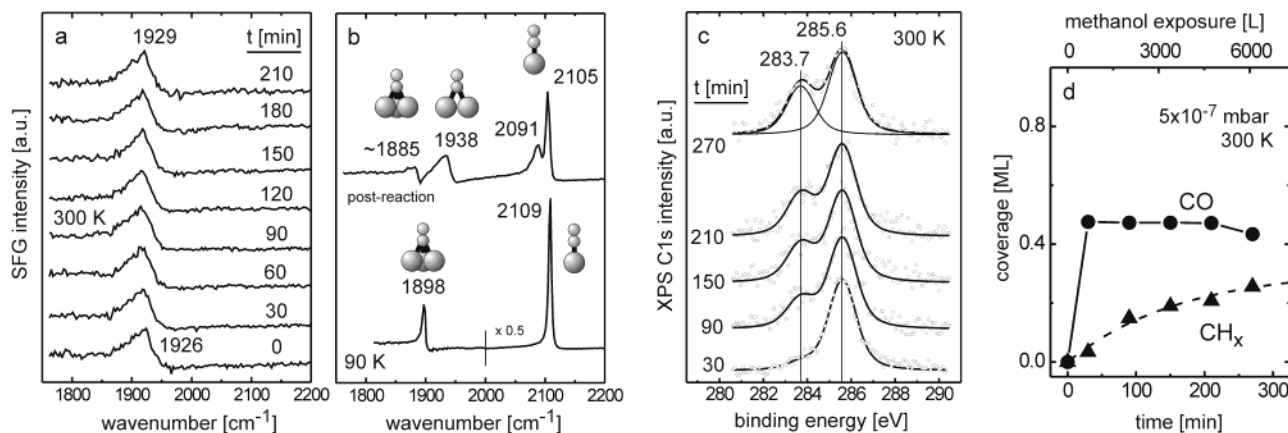 a
1929
t [min]
210
180
150
120
300 K
90
60
30
1926
0
SFG intensity [a.u.]
1800 1900 2000 2100 2200
wavenumber [cm-1]
b
2105
2091
1938
~1885
post-reaction
2109
1898
x 0.5
90 K
1800 1900 2000 2100 2200
wavenumber [cm-1]
c
285.6
300 K
283.7
t [min]
270
210
150
90
30
XPS C1s intensity [a.u.]
280 282 284 286 288 290
binding energy [eV]
methanol exposure [L]
0 3000 6000
d
5x10-7 mbar
300 K
0.8
CO
0.4
CHx
0.0
coverage [ML]
0 100 200 300
time [min]